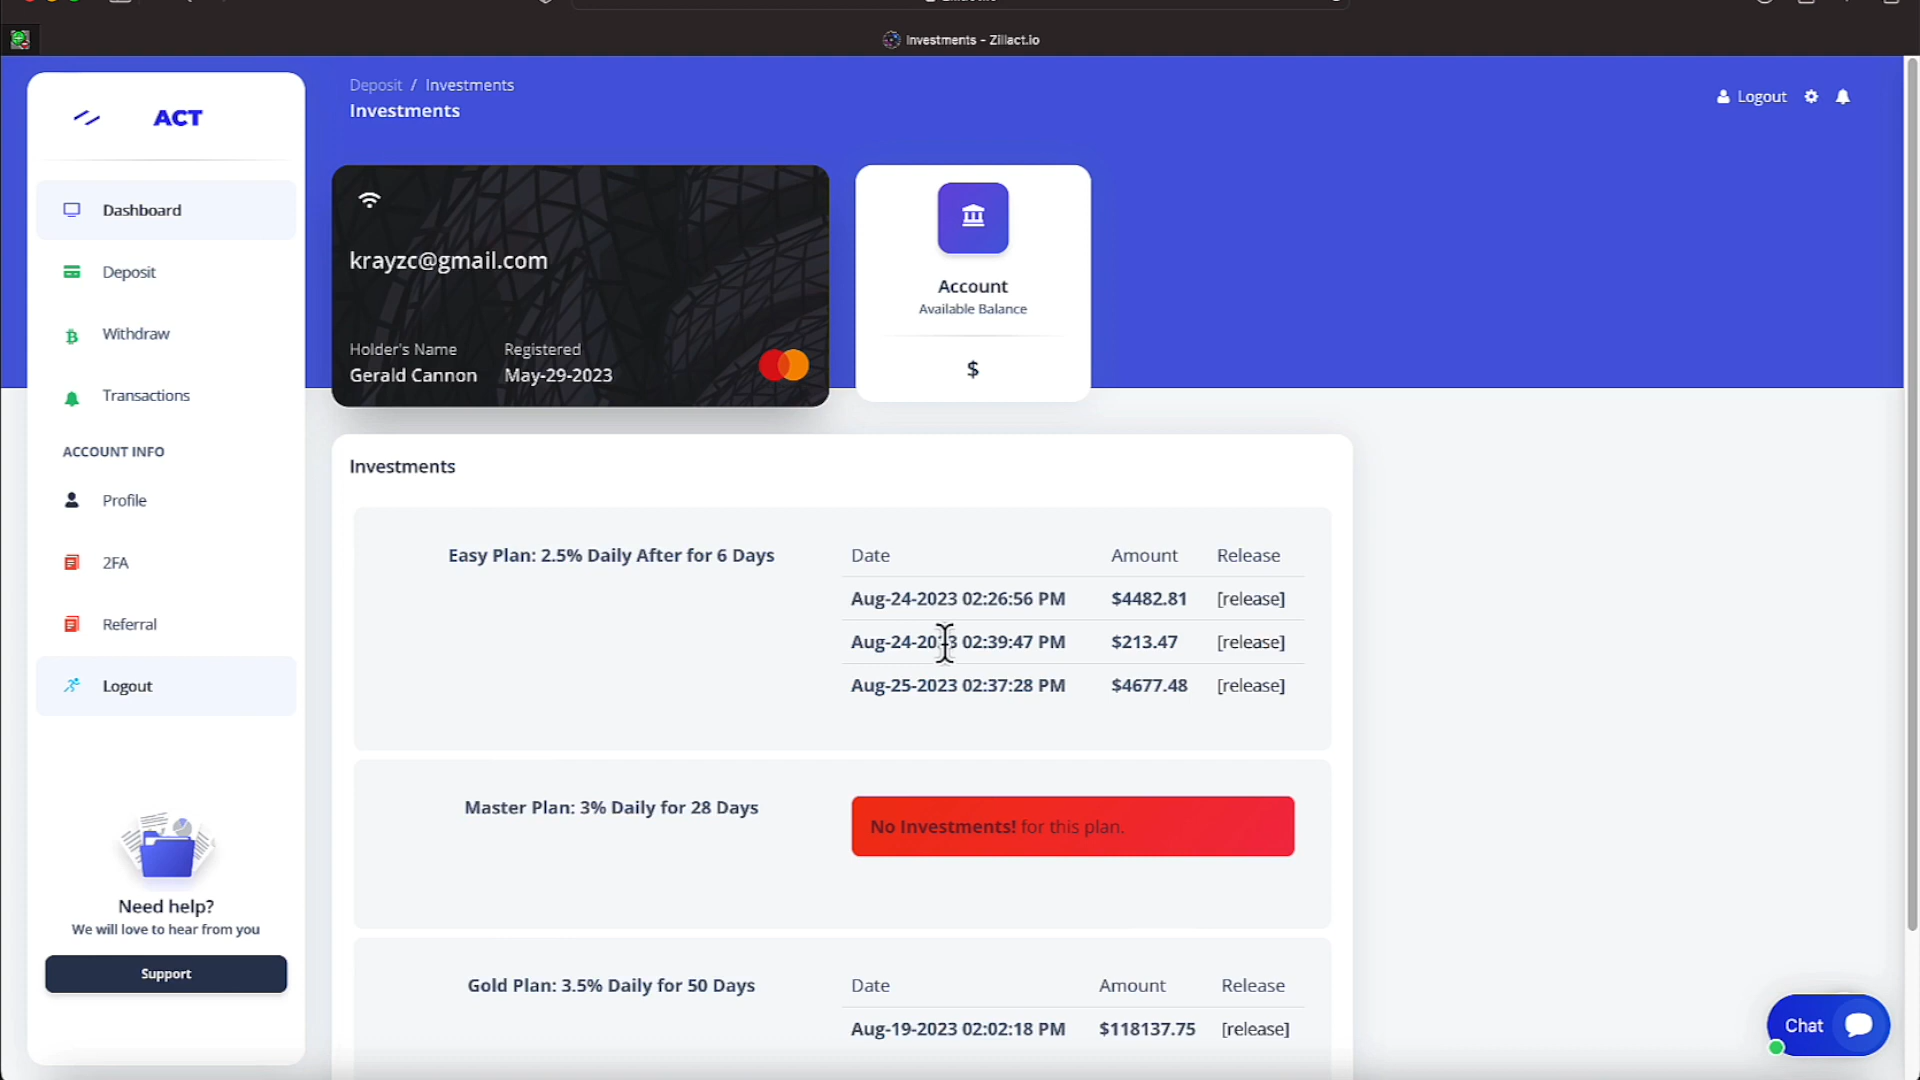 Investments - Zillact.io
ACT
Dashboard
Deposit
Withdraw
Transactions
ACCOUNT INFO
Profile
2FA
Referral
Logout
Need help?
We will love to hear from you
Support
Deposit / Investments
Investments
Logout
krayzc@gmail.com
Holder's Name Registered
Gerald Cannon May-29-2023
Account
Available Balance
$
Investments
Easy Plan: 2.5% Daily After for 6 Days
Date Amount Release
Aug-24-2023 02:26:56 PM $4482.81 [release]
Aug-24-2023 02:39:47 PM $213.47 [release]
Aug-25-2023 02:37:28 PM $4677.48 [release]
Master Plan: 3% Daily for 28 Days
No Investments! for this plan.
Gold Plan: 3.5% Daily for 50 Days
Date Amount Release
Aug-19-2023 02:02:18 PM $118137.75 [release]
Chat